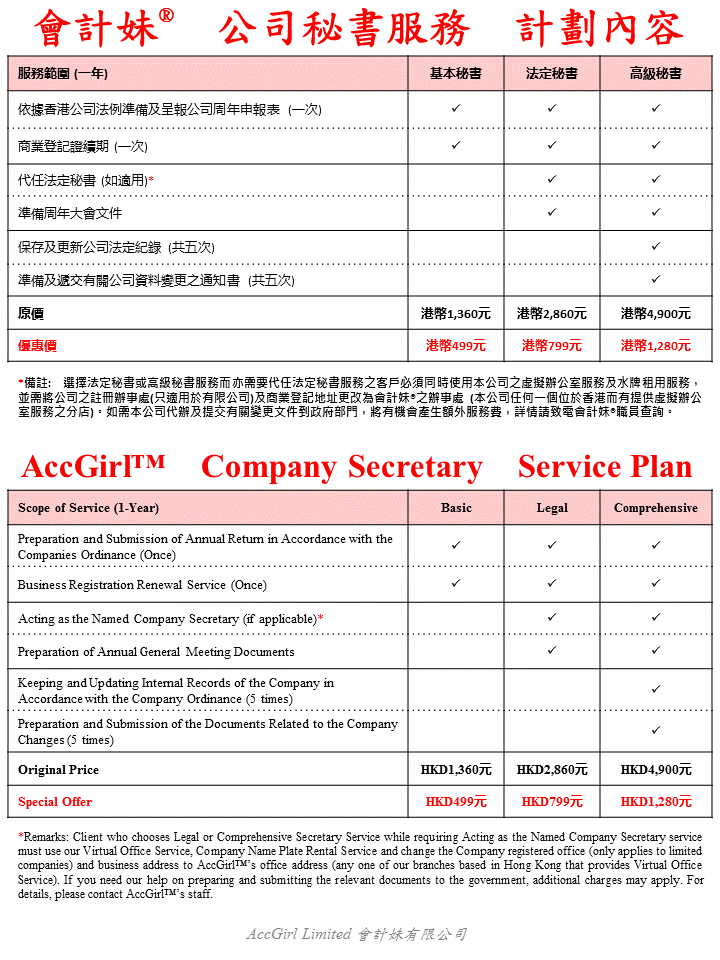 會計妹® 公司秘書服務 計劃內容
服務範圍 (一年) 基本秘書 法定秘書 高級秘書
依據香港公司法例準備及呈報公司周年申報表 (一次) ✓ ✓ ✓
商業登記證續期 (一次) ✓ ✓ ✓
代任法定秘書 (如適用)* ✓ ✓
準備周年大會文件 ✓ ✓
保存及更新公司法定紀錄 (共五次) ✓
準備及遞交有關公司資料變更之通知書 (共五次) ✓
原價 港幣1,360元 港幣2,860元 港幣4,900元
優惠價 港幣499元 港幣799元 港幣1,280元
*備註: 選擇法定秘書或高級秘書服務而亦需要代任法定秘書服務之客戶必須同時使用本公司之虛擬辦公室服務及水牌租用服務，
並需將公司之註冊辦事處(只適用於有限公司)及商業登記地址更改為會計妹®之辦事處 (本公司任何一個位於香港而有提供虛擬辦公
室服務之分店)。如需本公司代辦及提交有關變更文件到政府部門，將有機會產生額外服務費，詳情請致電會計妹®職員查詢。
AccGirl™ Company Secretary Service Plan
Scope of Service (1-Year) Basic Legal Comprehensive
Preparation and Submission of Annual Return in Accordance with the
Companies Ordinance (Once) ✓ ✓ ✓
Business Registration Renewal Service (Once) ✓ ✓ ✓
Acting as the Named Company Secretary (if applicable)* ✓ ✓
Preparation of Annual General Meeting Documents ✓ ✓
Keeping and Updating Internal Records of the Company in
Accordance with the Company Ordinance (5 times) ✓
Preparation and Submission of the Documents Related to the Company
Changes (5 times) ✓
Original Price HKD1,360元 HKD2,860元 HKD4,900元
Special Offer HKD499元 HKD799元 HKD1,280元
*Remarks: Client who chooses Legal or Comprehensive Secretary Service while requiring Acting as the Named Company Secretary service
must use our Virtual Office Service, Company Name Plate Rental Service and change the Company registered office (only applies to limited
companies) and business address to AccGirl™'s office address (any one of our branches based in Hong Kong that provides Virtual Office
Service). If you need our help on preparing and submitting the relevant documents to the government, additional charges may apply. For
details, please contact AccGirl™'s staff.
AccGirl Limited 會計妹有限公司